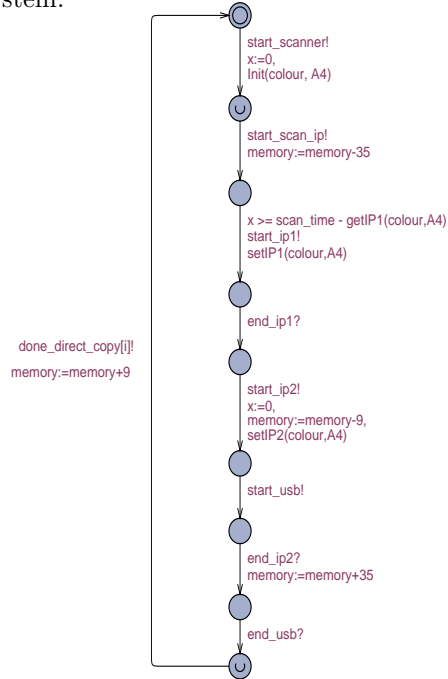 stem.
start_scanner!
x:=0,
Init(colour, A4)
start_scan_ip!
memory:=memory-35
x >= scan_time - getIP1(colour,A4)
start_ip1!
setIP1(colour,A4)
end_ip1?
done_direct_copy[i]!
memory:=memory+9
start_ip2!
x:=0,
memory:=memory-9,
setIP2(colour,A4)
start_usb!
end_ip2?
memory:=memory+35
end_usb?